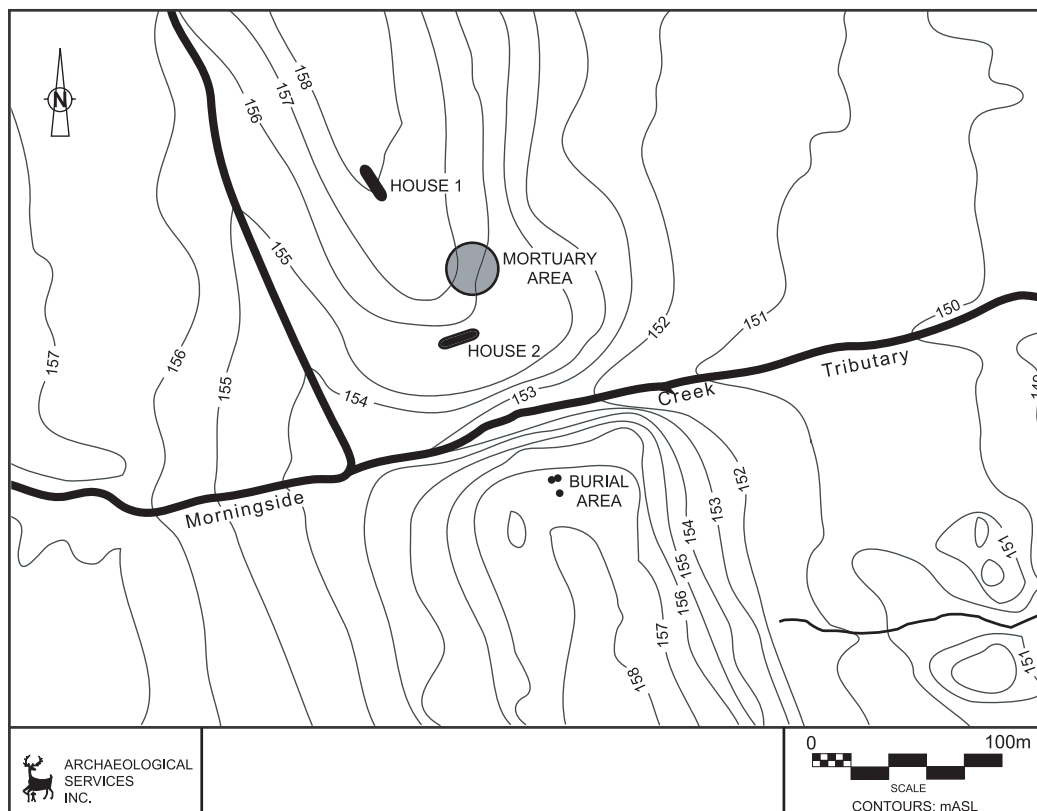 N
158
157
156
HOUSE 1
155
MORTUARY
AREA
152
151
150
157
156
HOUSE 2
Tributary
155
154
153
Creek
BURIAL
AREA
152
Morningside
153
154
151
155
156
157
151
158
ARCHAEOLOGICAL
SERVICES
INC.
0 100m
SCALE
CONTOURS: mASL